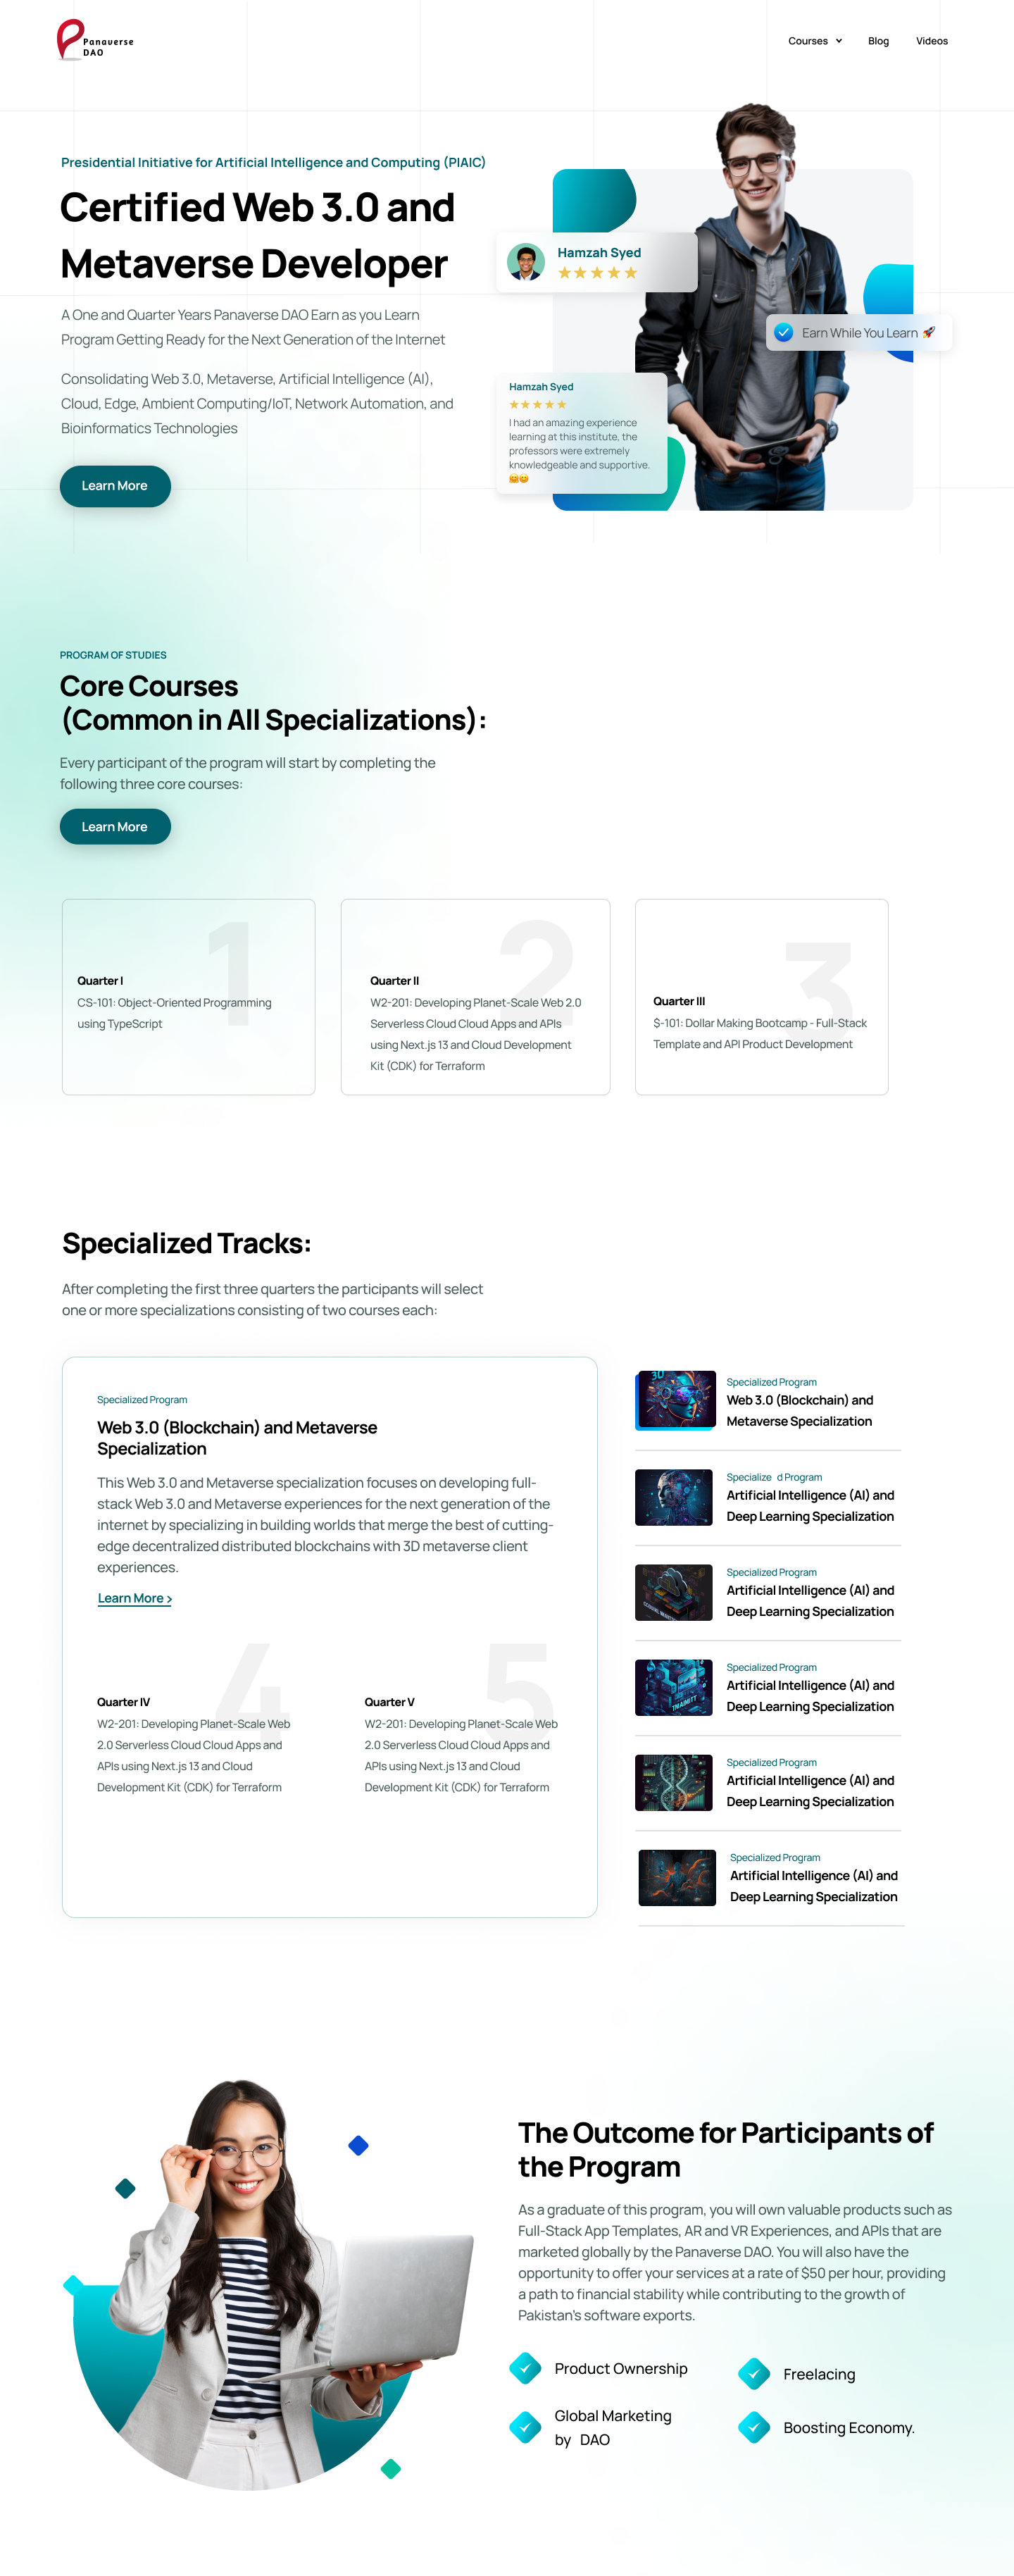 Panaverse
DAO
Courses
Blog
Videos
Presidential Initiative for Artificial Intelligence and Computing (PIAIC)
Certified Web 3.0 and
Metaverse Developer
A One and Quarter Years Panaverse DAO Earn as you Learn
Program Getting Ready for the Next Generation of the Internet
Consolidating Web 3.0, Metaverse, Artificial Intelligence (AI),
Cloud, Edge, Ambient Computing/IoT, Network Automation, and
Bioinformatics Technologies
Learn More
Hamzah Syed
Earn While You Learn 🚀
Hamzah Syed
I had an amazing experience
learning at this institute, the
professors were extremely
knowledgeable and supportive.
PROGRAM OF STUDIES
Core Courses
(Common in All Specializations):
Every participant of the program will start by completing the
following three core courses:
Learn More
1
Quarter I
CS-101: Object-Oriented Programming
using TypeScript
2
Quarter II
W2-201: Developing Planet-Scale Web 2.0
Serverless Cloud Cloud Apps and APIs
using Next.js 13 and Cloud Development
Kit (CDK) for Terraform
3
Quarter III
$-101: Dollar Making Bootcamp - Full-Stack
Template and API Product Development
Specialized Tracks:
After completing the first three quarters the participants will select
one or more specializations consisting of two courses each:
Specialized Program
Web 3.0 (Blockchain) and Metaverse
Specialization
This Web 3.0 and Metaverse specialization focuses on developing full-
stack Web 3.0 and Metaverse experiences for the next generation of the
internet by specializing in building worlds that merge the best of cutting-
edge decentralized distributed blockchains with 3D metaverse client
experiences.
Learn More >
4
Quarter IV
W2-201: Developing Planet-Scale Web
2.0 Serverless Cloud Cloud Apps and
APIs using Next.js 13 and Cloud
Development Kit (CDK) for Terraform
5
Quarter V
W2-201: Developing Planet-Scale Web
2.0 Serverless Cloud Cloud Apps and
APIs using Next.js 13 and Cloud
Development Kit (CDK) for Terraform
3D
Specialized Program
Web 3.0 (Blockchain) and
Metaverse Specialization
Specialize d Program
Artificial Intelligence (AI) and
Deep Learning Specialization
Specialized Program
Artificial Intelligence (AI) and
Deep Learning Specialization
Specialized Program
Artificial Intelligence (AI) and
Deep Learning Specialization
Specialized Program
Artificial Intelligence (AI) and
Deep Learning Specialization
Specialized Program
Artificial Intelligence (AI) and
Deep Learning Specialization
The Outcome for Participants of
the Program
As a graduate of this program, you will own valuable products such as
Full-Stack App Templates, AR and VR Experiences, and APIs that are
marketed globally by the Panaverse DAO. You will also have the
opportunity to offer your services at a rate of $50 per hour, providing
a path to financial stability while contributing to the growth of
Pakistan's software exports.
Product Ownership
Freelacing
Global Marketing
by DAO
Boosting Economy.